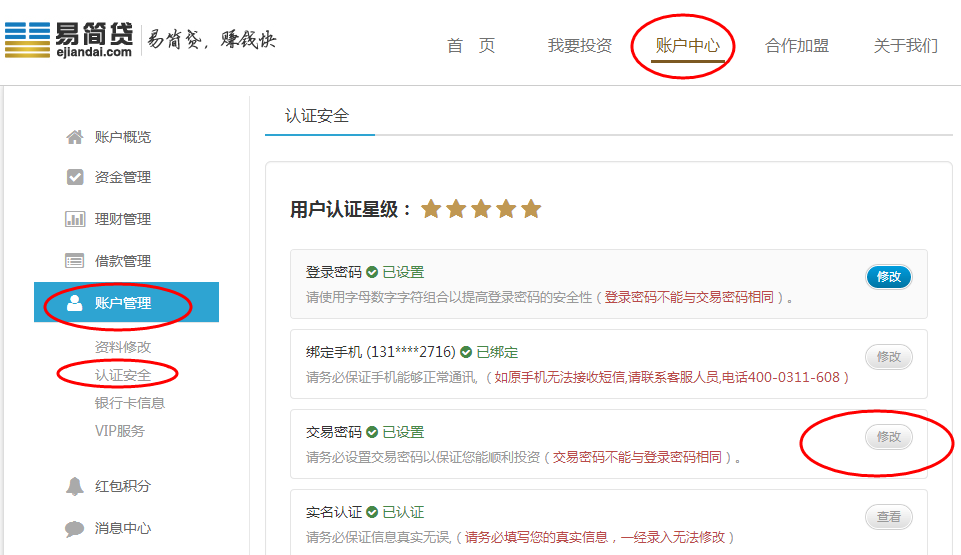 易简贷
ejiandai.com
易简贷，赚钱快
首 页 我要投资 账户中心 合作加盟 关于我们
账户概览
资金管理
理财管理
借款管理
账户管理
资料修改
认证安全
银行卡信息
VIP服务
红包积分
消息中心
认证安全
用户认证星级：
登录密码 已设置
请使用字母数字字符组合以提高登录密码的安全性（登录密码不能与交易密码相同）。
修改
绑定手机 (131****2716) 已绑定
请务必保证手机能够正常通讯,（如原手机无法接收短信,请联系客服人员,电话400-0311-608）
修改
交易密码 已设置
请务必设置交易密码以保证您能顺利投资（交易密码不能与登录密码相同）。
修改
实名认证 已认证
请务必保证信息真实无误,（请务必填写您的真实信息，一经录入无法修改）
查看